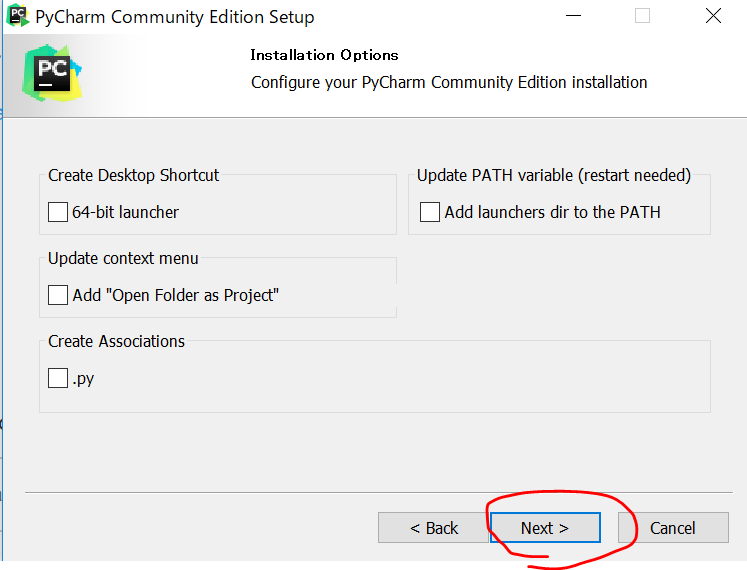 PC
PyCharm Community Edition Setup
PC
Installation Options
Configure your PyCharm Community Edition installation
Create Desktop Shortcut
64-bit launcher
Update PATH variable (restart needed)
Add launchers dir to the PATH
Update context menu
Add "Open Folder as Project"
Create Associations
.py
< Back
Next >
Cancel